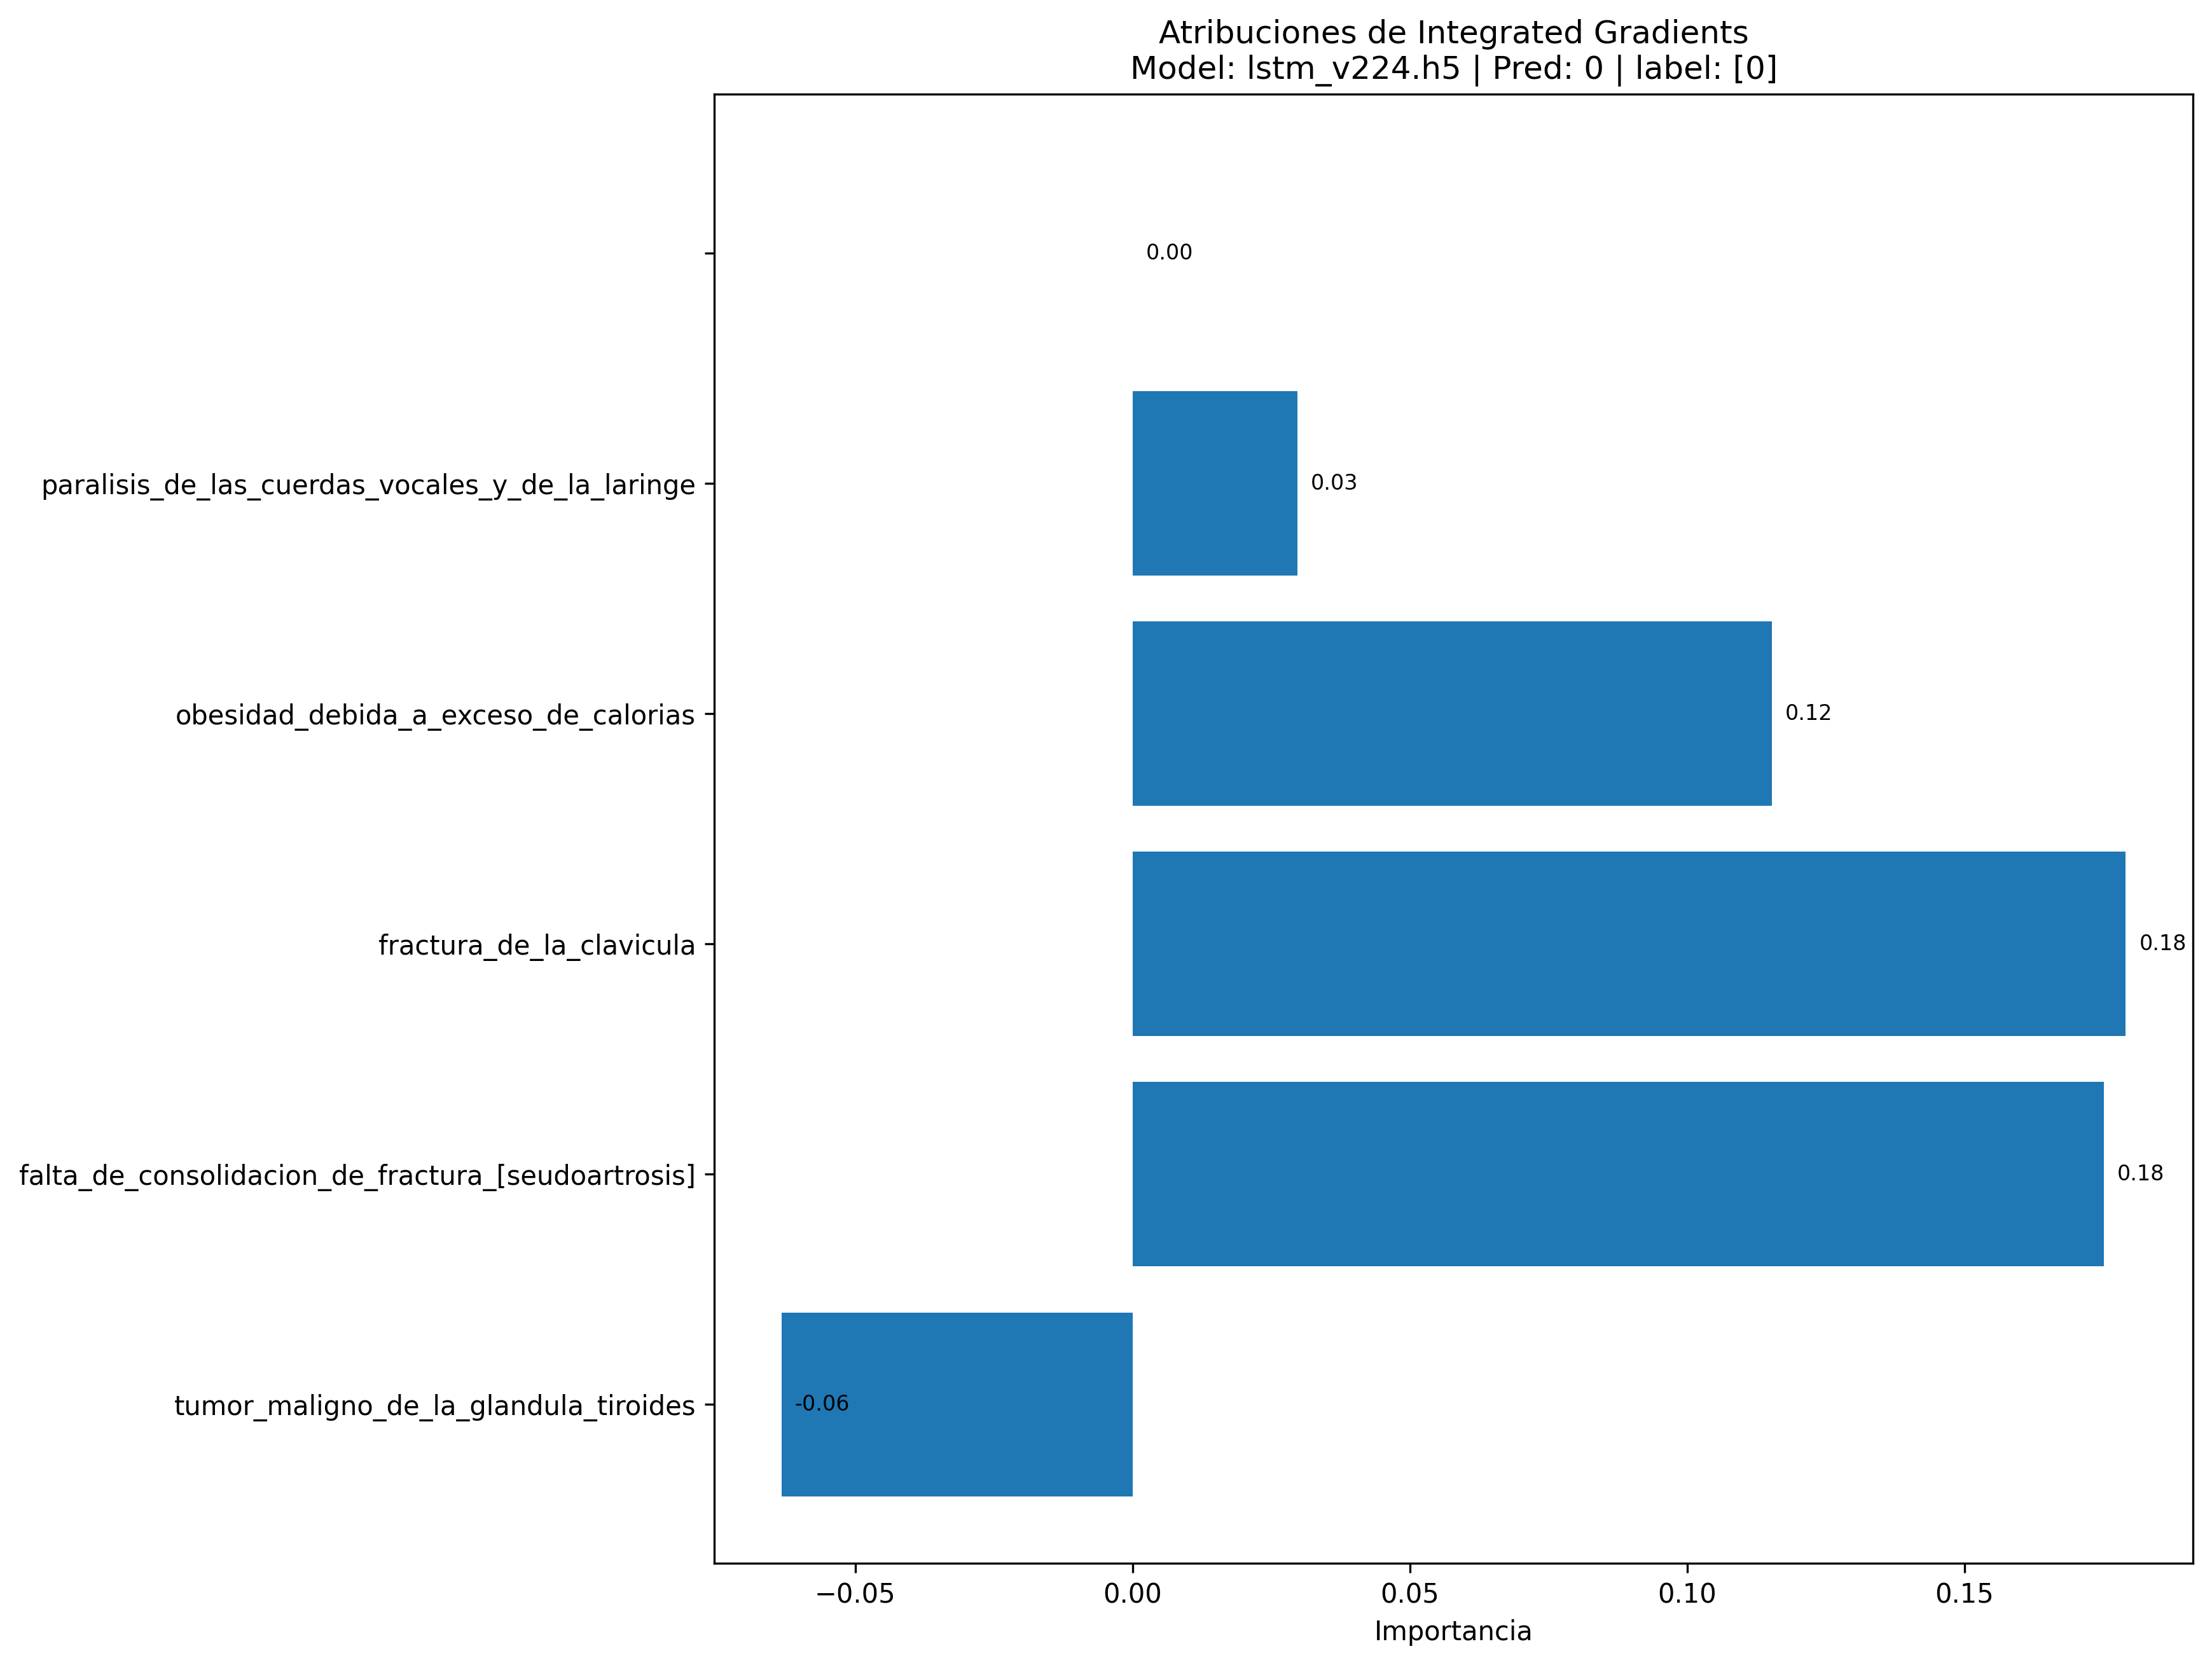 Atribuciones de Integrated Gradients
Model: lstm_v224.h5 | Pred: 0 | label: [0]
0.00
paralisis_de_las_cuerdas_vocales_y_de_la_laringe
0.03
obesidad_debida_a_exceso_de_calorias
0.12
fractura_de_la_clavicula
0.18
falta_de_consolidacion_de_fractura_[seudoartrosis]
0.18
tumor_maligno_de_la_glandula_tiroides
-0.06
−0.05 0.00 0.05 0.10 0.15
Importancia